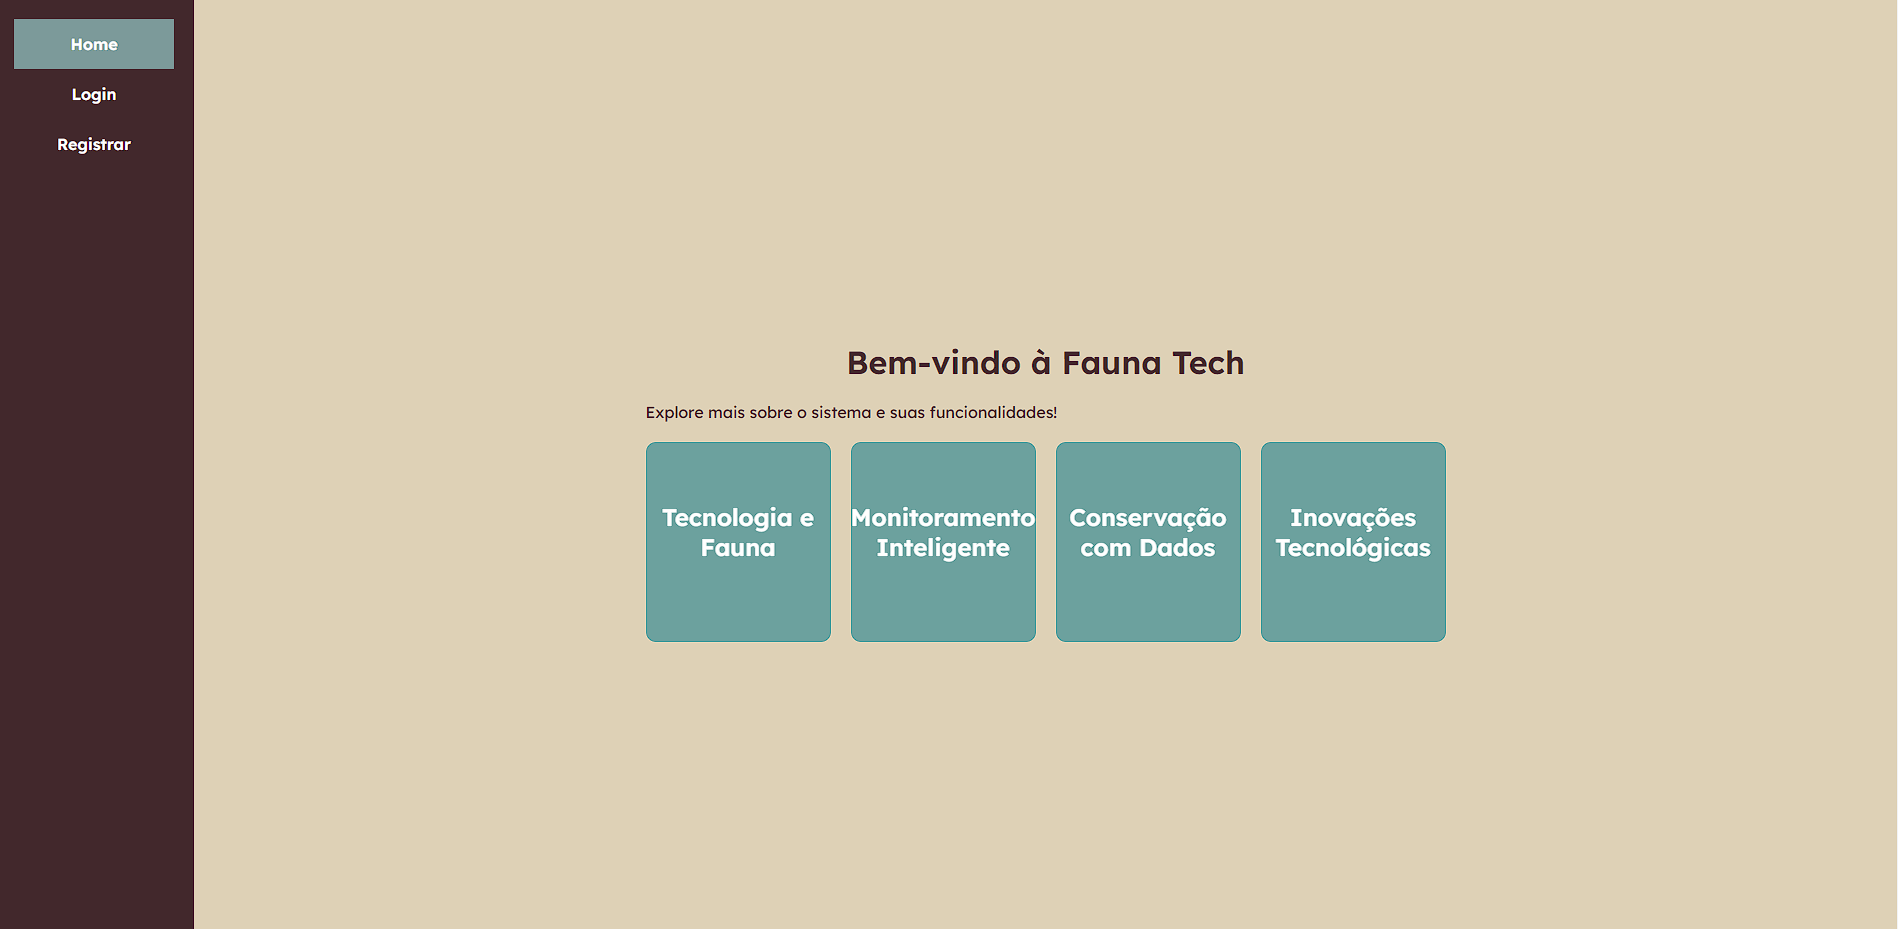 Home
Login
Registrar
Bem-vindo à Fauna Tech
Explore mais sobre o sistema e suas funcionalidades!
Tecnologia e
Fauna
Monitoramento
Inteligente
Conservação
com Dados
Inovações
Tecnológicas